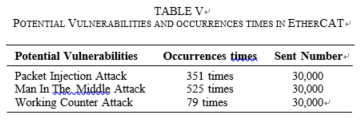 TABLE V
POTENTIAL VULNERABILITIES AND OCCURRENCES TIMES IN ETHERCAT
Potential Vulnerabilities Occurrences times Sent Number
Packet Injection Attack 351 times 30,000
Man In The Middle Attack 525 times 30,000
Working Counter Attack 79 times 30,000